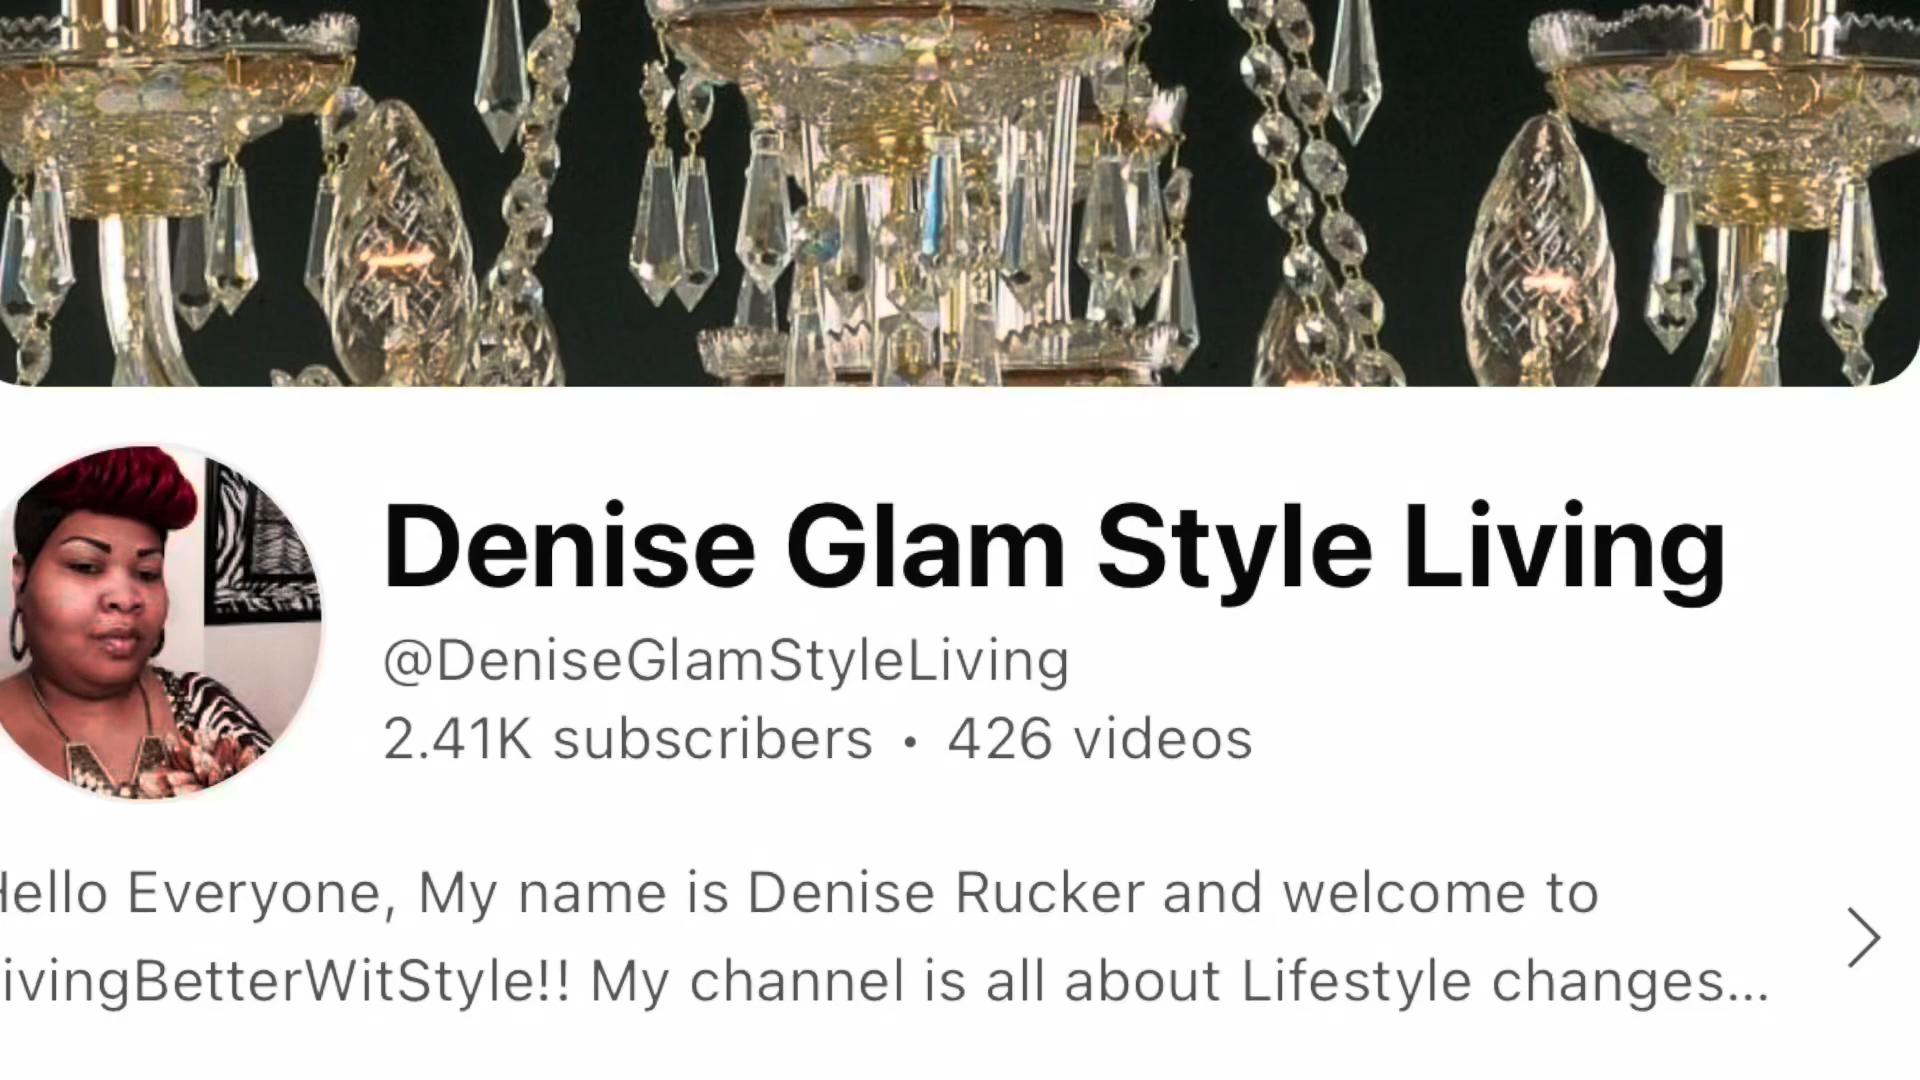 Denise Glam Style Living
@DeniseGlamStyleLiving
2.41K subscribers • 426 videos
Hello Everyone, My name is Denise Rucker and welcome to
ivingBetterWitStyle!! My channel is all about Lifestyle changes...